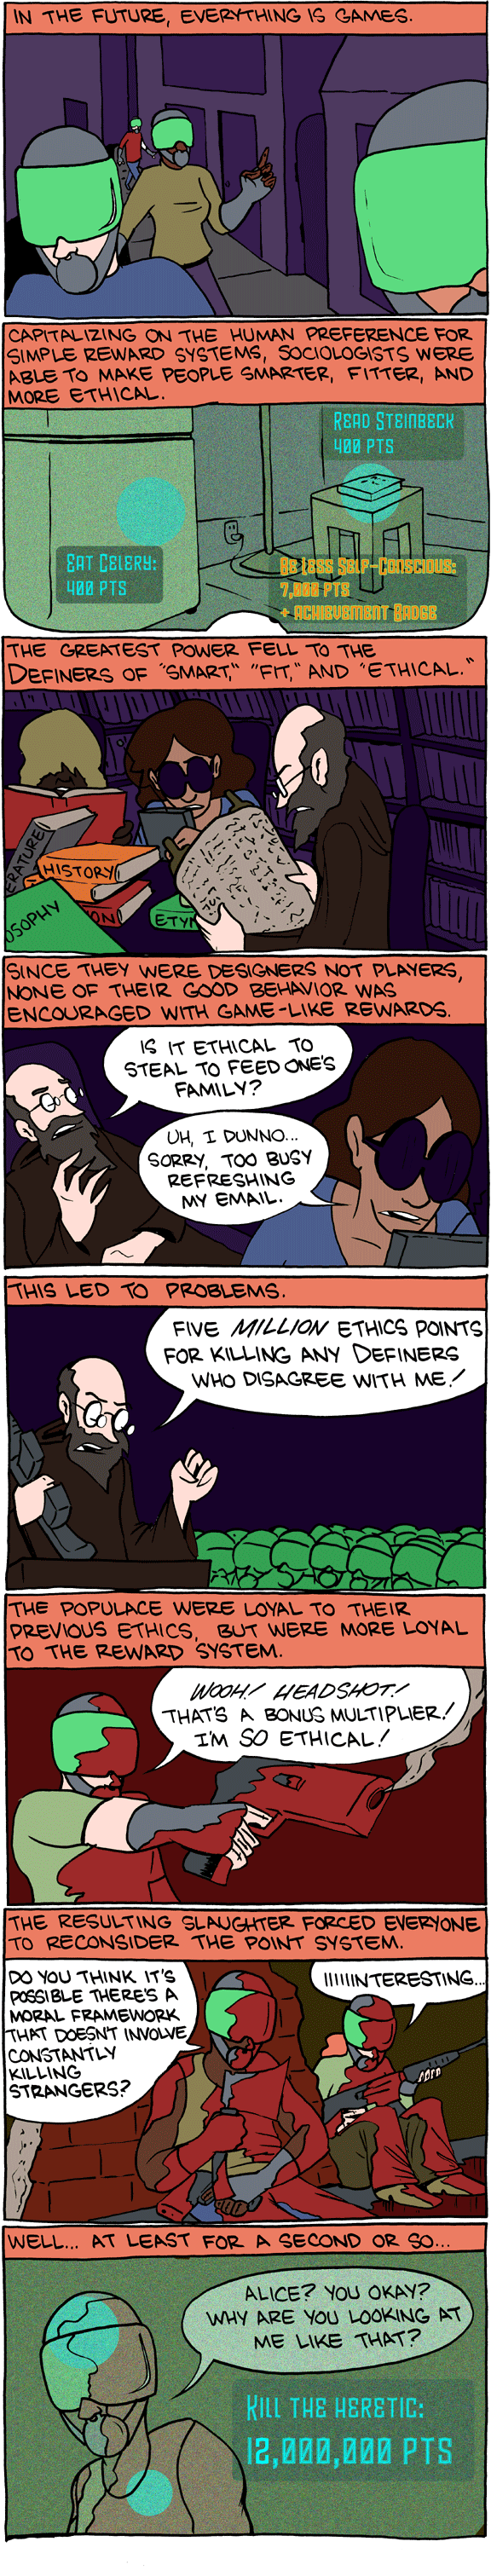 IN THE FUTURE, EVERYTHING IS GAMES.
CAPITALIZING ON THE HUMAN PREFERENCE FOR
SIMPLE REWARD SYSTEMS, SOCIOLOGISTS WERE
ABLE TO MAKE PEOPLE SMARTER, FITTER, AND
MORE ETHICAL.
READ STEINBECK
400 PTS
EAT CELERY:
400 PTS
BE LESS SELF-CONSCIOUS:
7,000 PTS
+ ACHIEVEMENT BADGE
THE GREATEST POWER FELL TO THE
DEFINERS OF "SMART," "FIT," AND "ETHICAL."
ERATURE
HISTORY
OSOPHY
ON
ETYM
SINCE THEY WERE DESIGNERS NOT PLAYERS,
NONE OF THEIR GOOD BEHAVIOR WAS
ENCOURAGED WITH GAME-LIKE REWARDS.
IS IT ETHICAL TO
STEAL TO FEED ONE'S
FAMILY?
UH, I DUNNO...
SORRY, TOO BUSY
REFRESHING
MY EMAIL.
THIS LED TO PROBLEMS.
FIVE MILLION ETHICS POINTS
FOR KILLING ANY DEFINERS
WHO DISAGREE WITH ME!
THE POPULACE WERE LOYAL TO THEIR
PREVIOUS ETHICS, BUT WERE MORE LOYAL
TO THE REWARD SYSTEM.
WOOH! HEADSHOT!
THAT'S A BONUS MULTIPLIER!
I'M SO ETHICAL!
THE RESULTING SLAUGHTER FORCED EVERYONE
TO RECONSIDER THE POINT SYSTEM.
DO YOU THINK IT'S
POSSIBLE THERE'S A
MORAL FRAMEWORK
THAT DOESN'T INVOLVE
CONSTANTLY
KILLING
STRANGERS?
IIIIIINTERESTING...
WELL... AT LEAST FOR A SECOND OR SO...
ALICE? YOU OKAY?
WHY ARE YOU LOOKING AT
ME LIKE THAT?
KILL THE HERETIC:
12,000,000 PTS